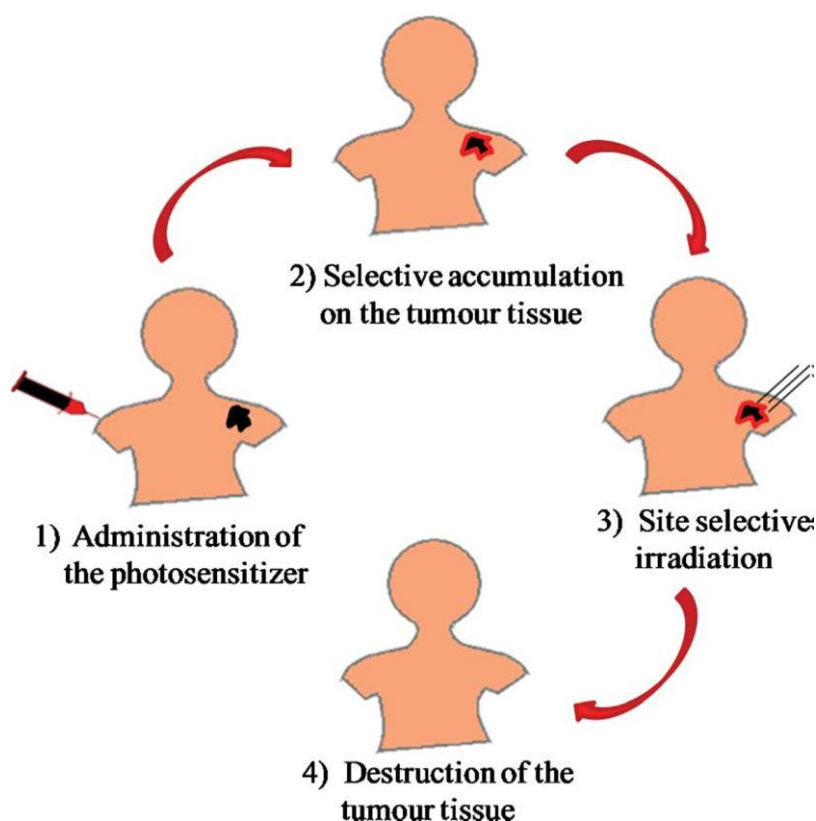 1) Administration of
the photosensitizer
2) Selective accumulation
on the tumour tissue
3) Site selectives
irradiation
4) Destruction of the
tumour tissue